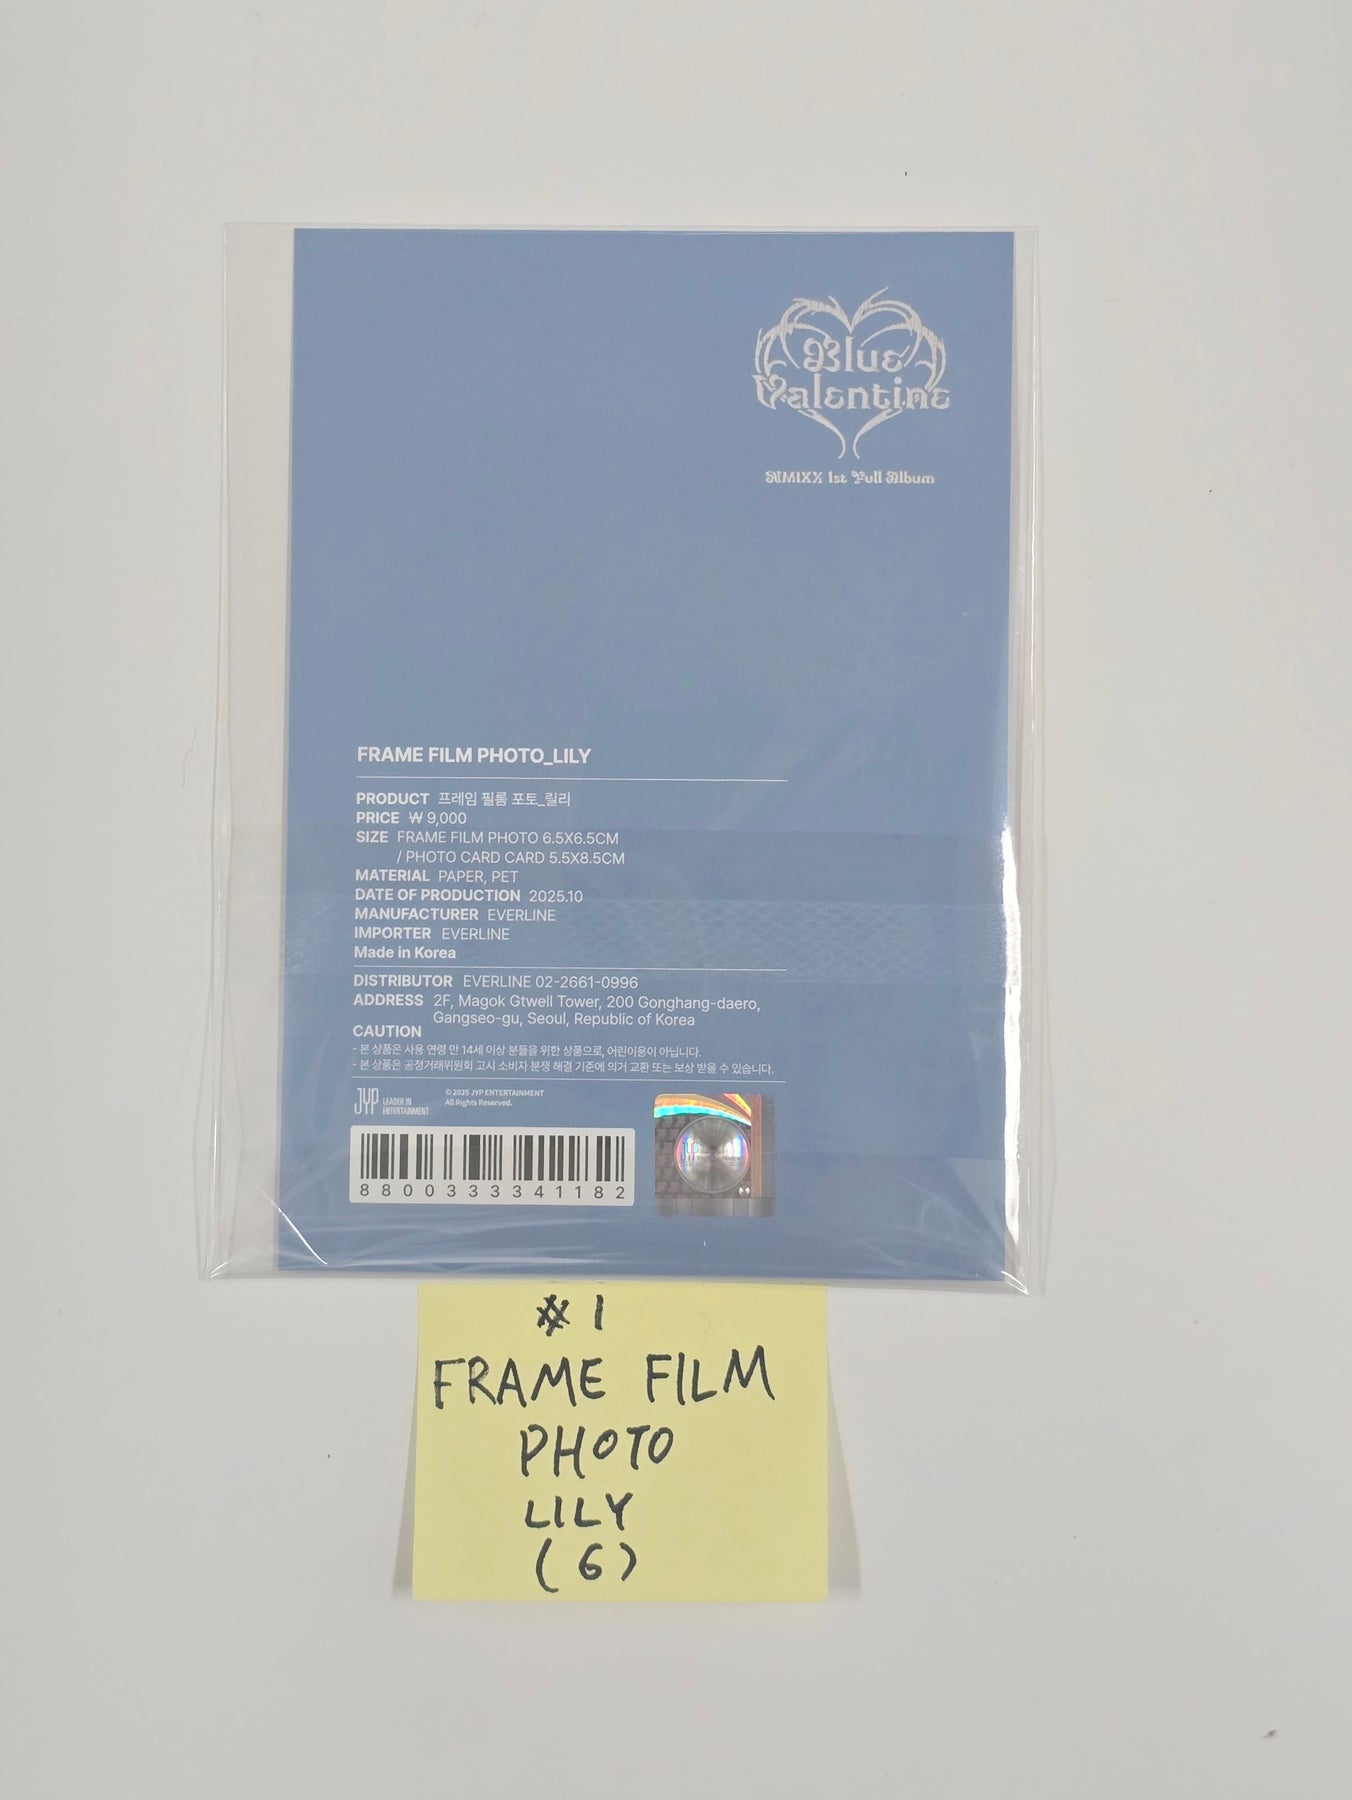 Blue
Valentine
NMIXX 1st Full Album
FRAME FILM PHOTO_LILY
PRODUCT 프레임 필름 포토_릴리
PRICE ₩ 9,000
SIZE FRAME FILM PHOTO 6.5X6.5CM
/ PHOTO CARD CARD 5.5X8.5CM
MATERIAL PAPER, PET
DATE OF PRODUCTION 2025.10
MANUFACTURER EVERLINE
IMPORTER EVERLINE
Made in Korea
DISTRIBUTOR EVERLINE 02-2661-0996
ADDRESS 2F, Magok Gtwell Tower, 200 Gonghang-daero,
Gangseo-gu, Seoul, Republic of Korea
CAUTION
- 본 상품은 사용 연령 만 14세 이상 분들을 위한 상품으로, 어린이용이 아닙니다.
- 본 상품은 공정거래위원회 고시 소비자 분쟁 해결 기준에 의거 교환 또는 보상 받을 수 있습니다.
JYP LEADER IN
ENTERTAINMENT
© 2025 JYP ENTERTAINMENT
All Rights Reserved.
8800333341182
#1
FRAME FILM
PHOTO
LILY
(6)